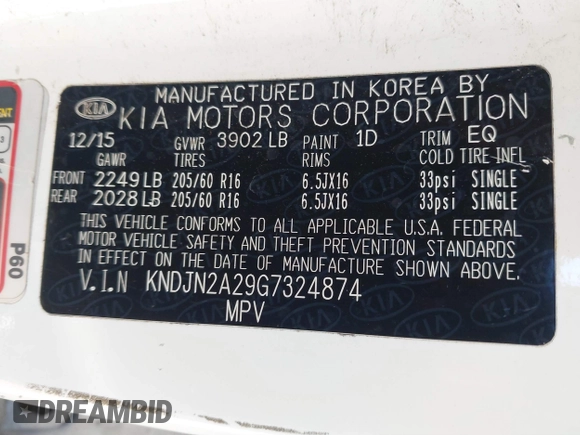 MANUFACTURED IN KOREA BY
KIA KIA MOTORS CORPORATION
12/15 GVWR 3902 LB PAINT 1D TRIM EQ
GAWR TIRES RIMS COLD TIRE INFL
FRONT 2249 LB 205/60 R16 6.5JX16 33psi SINGLE
REAR 2028 LB 205/60 R16 6.5JX16 33psi SINGLE
THIS VEHICLE CONFORMS TO ALL APPLICABLE U.S.A. FEDERAL
MOTOR VEHICLE SAFETY AND THEFT PREVENTION STANDARDS
IN EFFECT ON THE DATE OF MANUFACTURE SHOWN ABOVE.
V.I.N KNDJN2A29G7324874
MPV
P60
DREAMBID